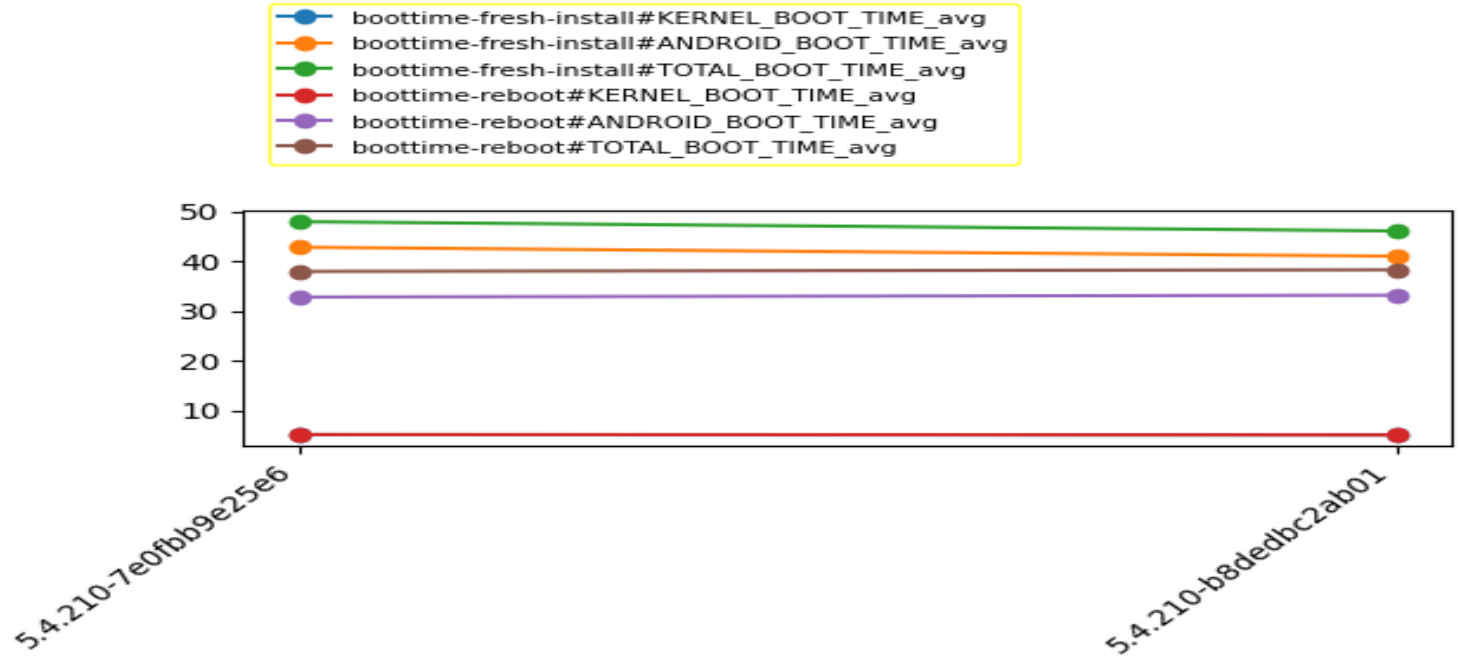 boottime-fresh-install#KERNEL_BOOT_TIME_avg
boottime-fresh-install#ANDROID_BOOT_TIME_avg
boottime-fresh-install#TOTAL_BOOT_TIME_avg
boottime-reboot#KERNEL_BOOT_TIME_avg
boottime-reboot#ANDROID_BOOT_TIME_avg
boottime-reboot#TOTAL_BOOT_TIME_avg
50
40
30
20
10
5.4.210-7e0fbb9e25e6
5.4.210-b8dedbc2ab01